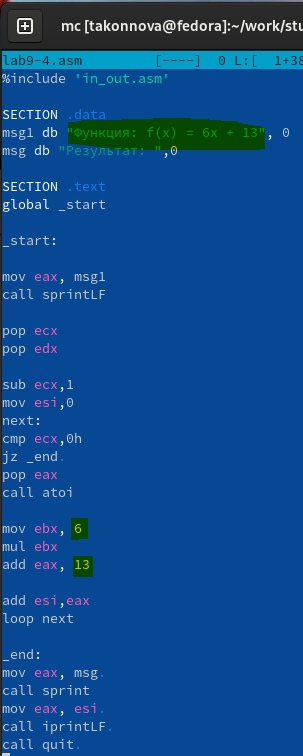 mc [takonnova@fedora]:~/work/stu
lab9-4.asm [----] 0 L:[ 1+38
%include 'in_out.asm'
SECTION .data
msg1 db "Функция: f(x) = 6x + 13", 0
msg db "Результат: ",0
SECTION .text
global _start
_start:
mov eax, msg1
call sprintLF
pop ecx
pop edx
sub ecx,1
mov esi,0
next:
cmp ecx,0h
jz _end.
pop eax
call atoi
mov ebx, 6
mul ebx
add eax, 13
add esi,eax
loop next
_end:
mov eax, msg.
call sprint
mov eax, esi.
call iprintLF.
call quit.